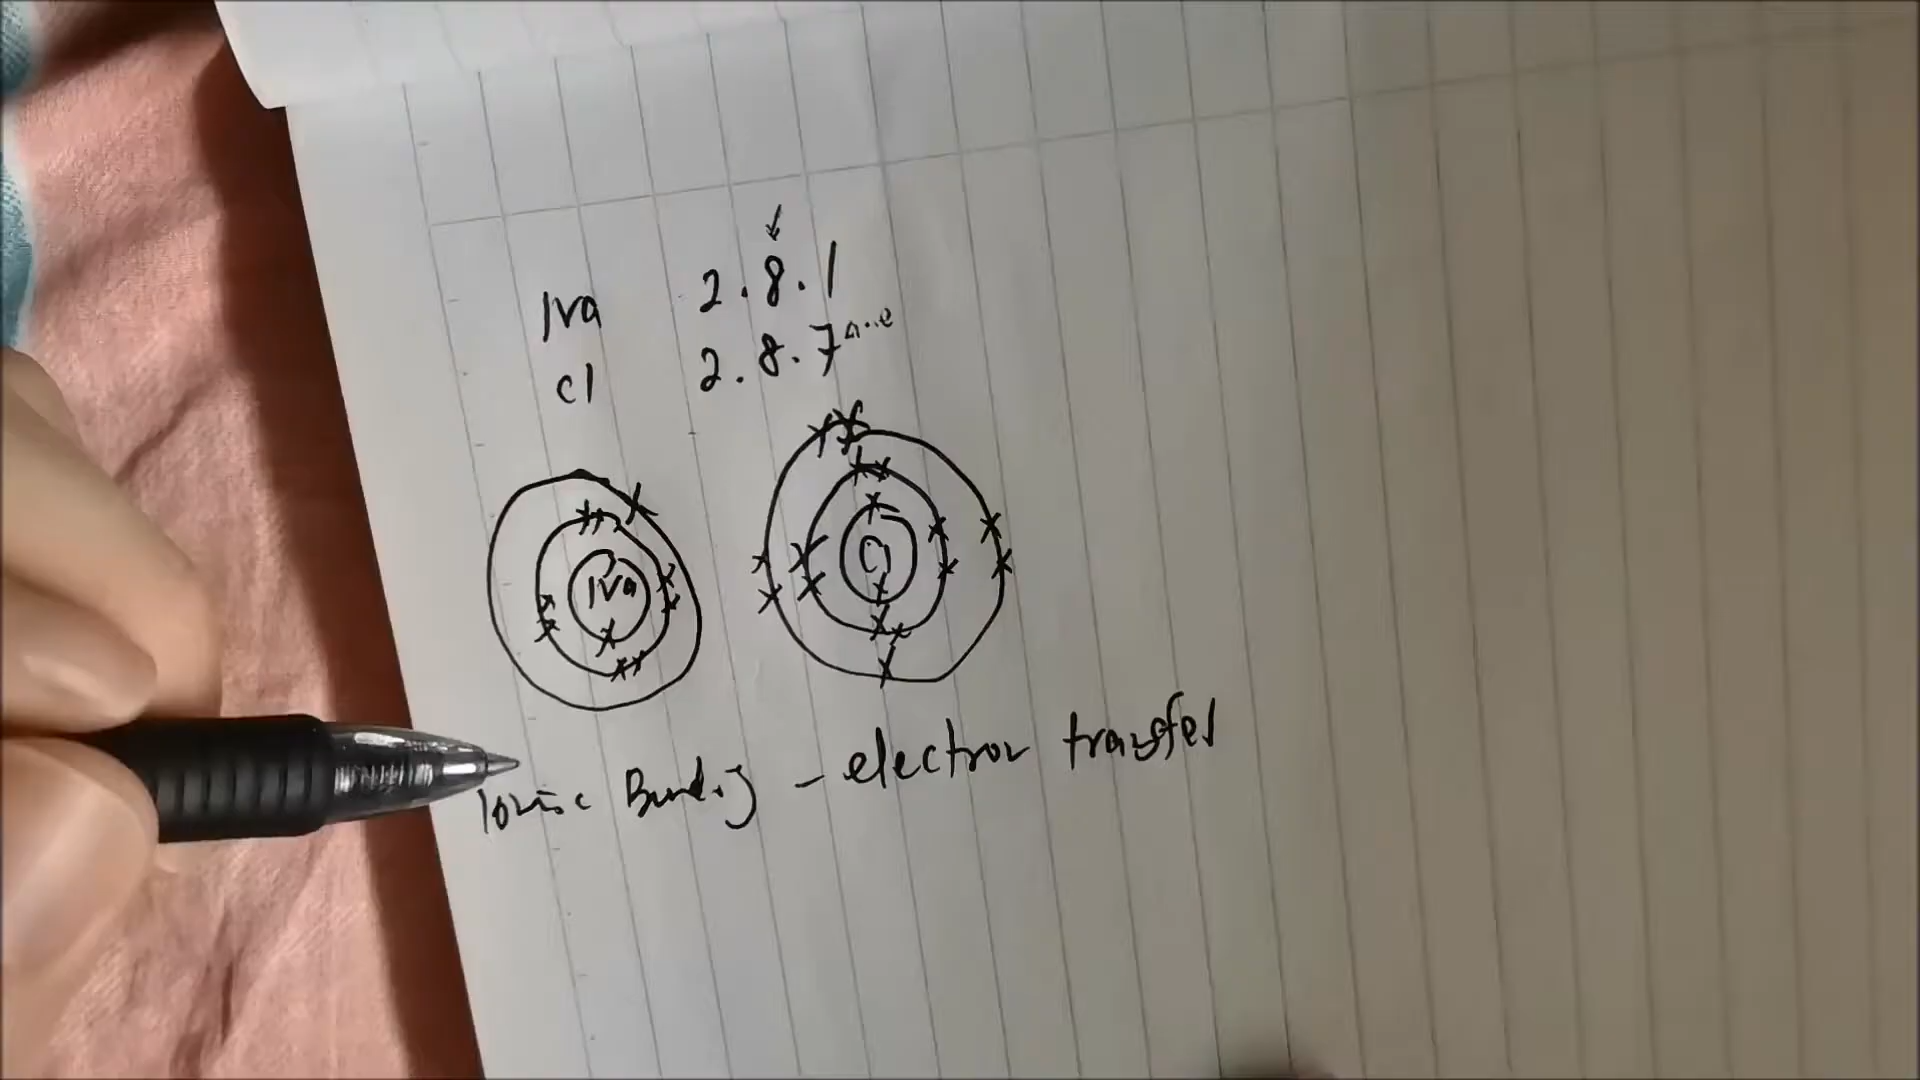 Na 2.8.1
Cl 2.8.7
Na Cl
Ionic Bonding - electron transfer